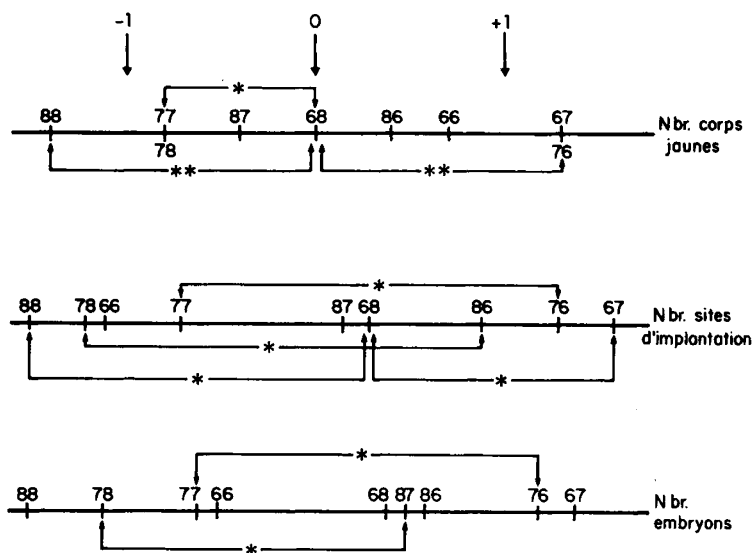 -1 0 +1
*
88 77 87 68 86 66 67
78 76
** **
Nbr. corps
jaunes
*
88 78 66 77 87 68 86 76 67
*
* *
Nbr. sites
d'implantation
*
88 78 77 66 68 87 86 76 67
*
Nbr.
embryons